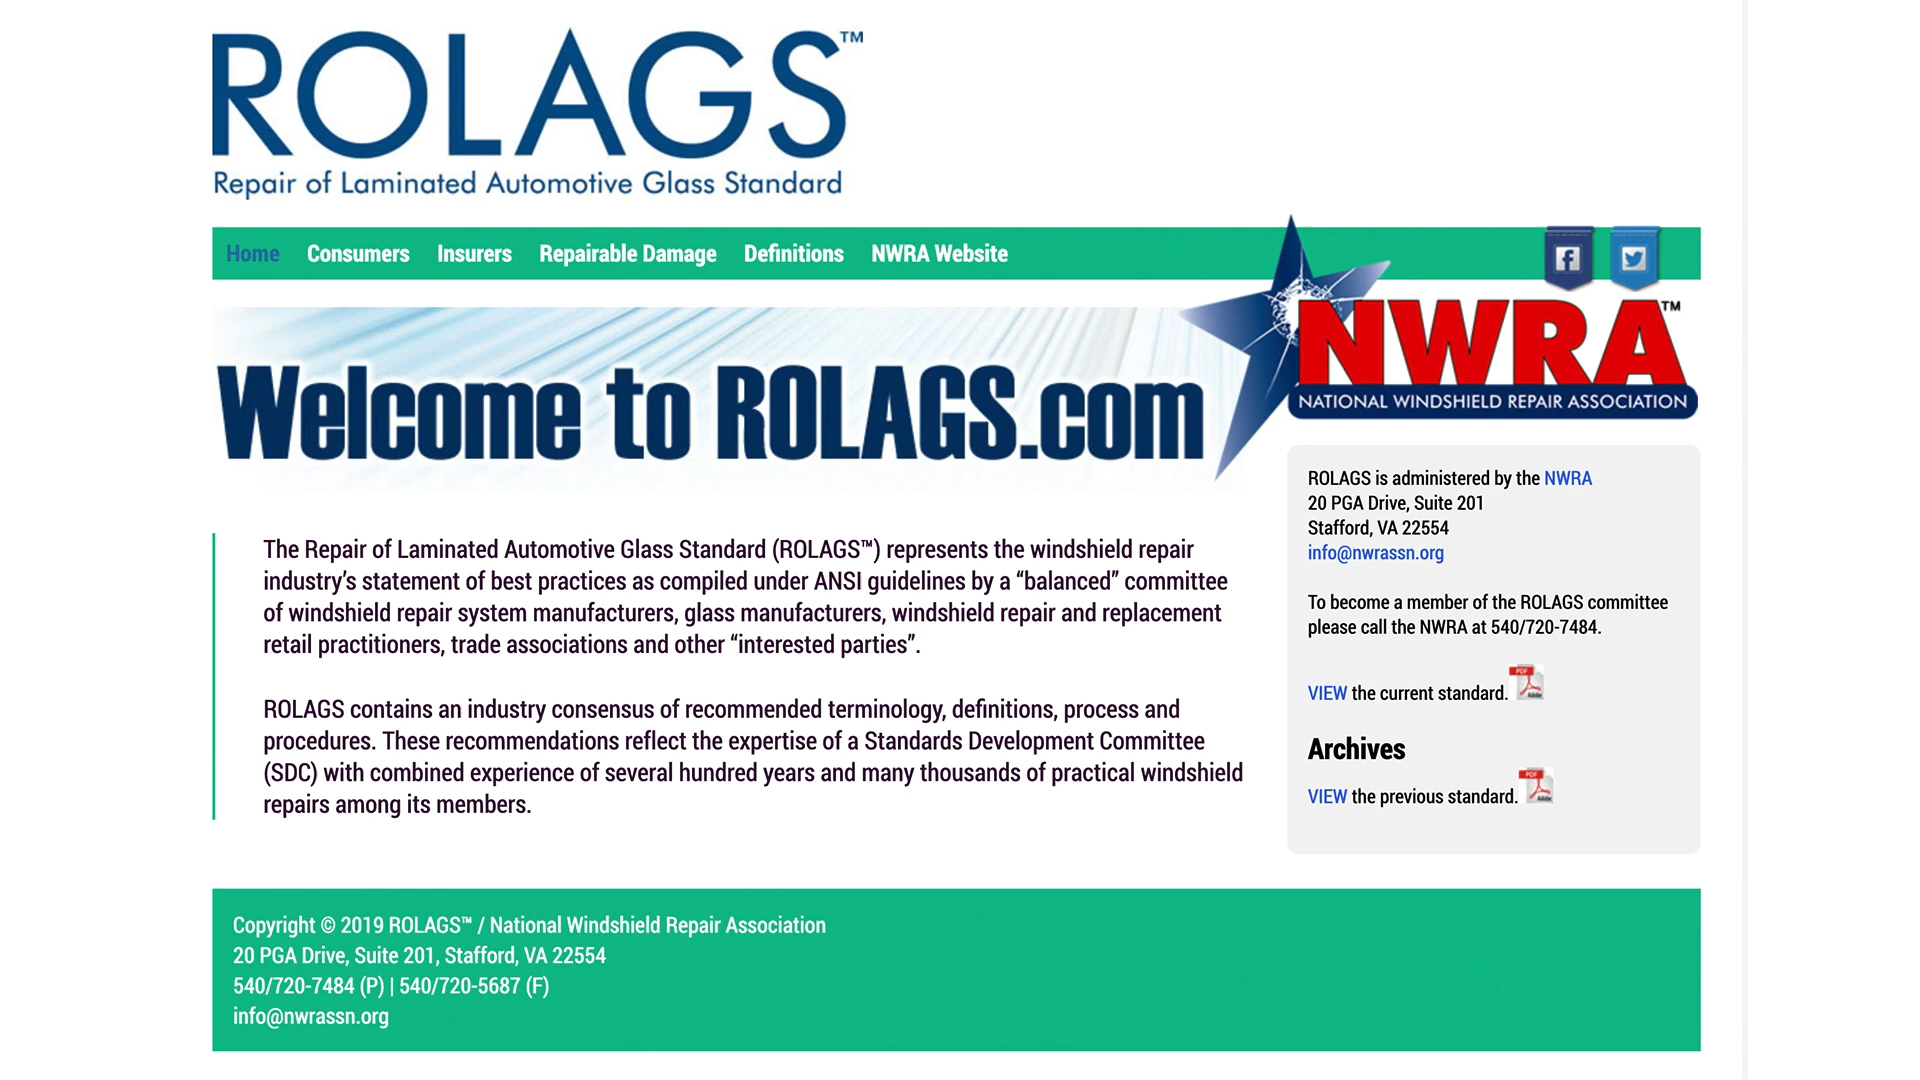 ROLAGS™
Repair of Laminated Automotive Glass Standard
Home Consumers Insurers Repairable Damage Definitions NWRA Website
Welcome to ROLAGS.com
NWRA™
NATIONAL WINDSHIELD REPAIR ASSOCIATION
The Repair of Laminated Automotive Glass Standard (ROLAGS™) represents the windshield repair
industry’s statement of best practices as compiled under ANSI guidelines by a “balanced” committee
of windshield repair system manufacturers, glass manufacturers, windshield repair and replacement
retail practitioners, trade associations and other “interested parties”.
ROLAGS contains an industry consensus of recommended terminology, definitions, process and
procedures. These recommendations reflect the expertise of a Standards Development Committee
(SDC) with combined experience of several hundred years and many thousands of practical windshield
repairs among its members.
ROLAGS is administered by the NWRA
20 PGA Drive, Suite 201
Stafford, VA 22554
info@nwrassn.org
To become a member of the ROLAGS committee
please call the NWRA at 540/720-7484.
VIEW the current standard. PDF Adobe
Archives
VIEW the previous standard. PDF Adobe
Copyright © 2019 ROLAGS™ / National Windshield Repair Association
20 PGA Drive, Suite 201, Stafford, VA 22554
540/720-7484 (P) | 540/720-5687 (F)
info@nwrassn.org